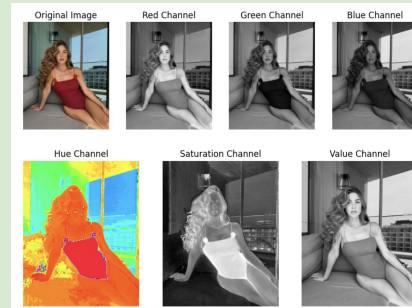 Original Image
Red Channel
Green Channel
Blue Channel
Hue Channel
Saturation Channel
Value Channel